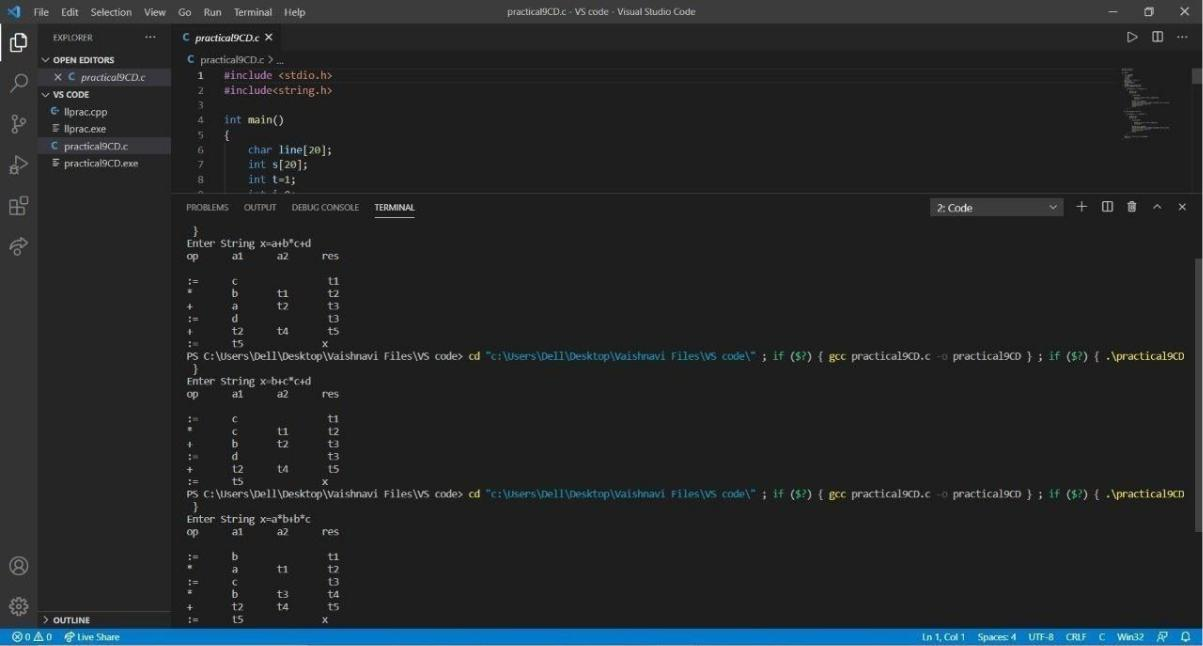 File Edit Selection View Go Run Terminal Help practical9CD.c - VS code - Visual Studio Code
EXPLORER
OPEN EDITORS
C practical9CD.c
VS CODE
llprac.cpp
llprac.exe
C practical9CD.c
practical9CD.exe
OUTLINE
C practical9CD.c
C practical9CD.c > ...
1 #include <stdio.h>
2 #include<string.h>
3
4 int main()
5 {
6 char line[20];
7 int s[20];
8 int t=1;
PROBLEMS OUTPUT DEBUG CONSOLE TERMINAL 2: Code
}
Enter String x=a+b*c+d
op a1 a2 res
:= c t1
* b t1 t2
+ a t2 t3
:= d t3
+ t2 t4 t5
:= t5 x
PS C:\Users\Dell\Desktop\Vaishnavi Files\VS code> cd "c:\Users\Dell\Desktop\Vaishnavi Files\VS code\" ; if ($?) { gcc practical9CD.c -o practical9CD } ; if ($?) { .\practical9CD
}
Enter String x=b+c*c+d
op a1 a2 res
:= c t1
* c t1 t2
+ b t2 t3
:= d t3
+ t2 t4 t5
:= t5 x
PS C:\Users\Dell\Desktop\Vaishnavi Files\VS code> cd "c:\Users\Dell\Desktop\Vaishnavi Files\VS code\" ; if ($?) { gcc practical9CD.c -o practical9CD } ; if ($?) { .\practical9CD
}
Enter String x=a*b+b*c
op a1 a2 res
:= b t1
* a t1 t2
:= c t3
* b t3 t4
+ t2 t4 t5
:= t5 x
0 0 Live Share Ln 1, Col 1 Spaces: 4 UTF-8 CRLF C Win32